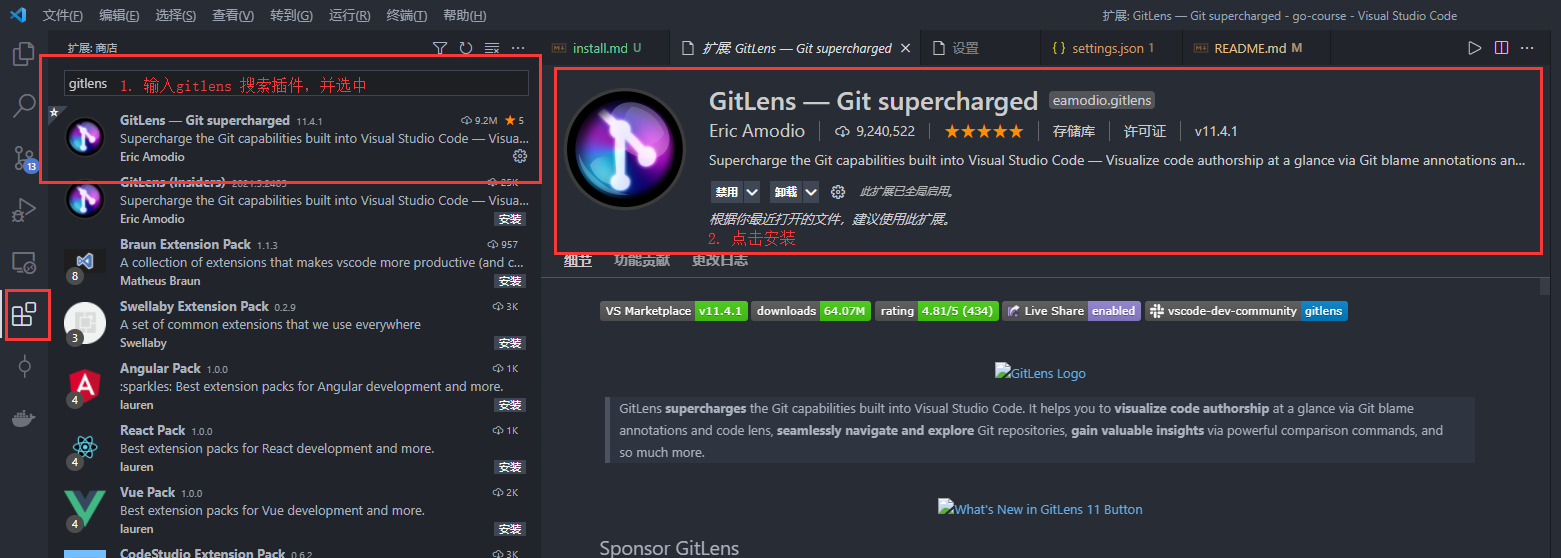 文件(F) 编辑(E) 选择(S) 查看(V) 转到(G) 运行(R) 终端(T) 帮助(H) 扩展: GitLens — Git supercharged - go-course - Visual Studio Code
扩展: 商店
install.md U 扩展 GitLens — Git supercharged 设置 settings.json 1 README.md M
gitlens 1. 输入gitlens 搜索插件，并选中
GitLens — Git supercharged 11.4.1 9.2M 5
Supercharge the Git capabilities built into Visual Studio Code — Visua...
Eric Amodio
GitLens (Insiders) 25K
Supercharge the Git capabilities built into Visual Studio Code — Visua...
Eric Amodio 安装
Braun Extension Pack 1.1.3 957
A collection of extensions that makes vscode more productive (and c...
8
Matheus Braun 安装
Swellaby Extension Pack 0.2.9 3K
A set of common extensions that we use everywhere
3
Swellaby 安装
Angular Pack 1.0.0 1K
:sparkles: Best extension packs for Angular development and more.
4
lauren 安装
React Pack 1.0.0 1K
Best extension packs for React development and more.
4
lauren 安装
Vue Pack 1.0.0 2K
Best extension packs for Vue development and more.
4
lauren 安装
CodeStudio Extension Pack 0.6.2 3K
13
GitLens — Git supercharged eamodio.gitlens
Eric Amodio 9,240,522 存储库 许可证 v11.4.1
Supercharge the Git capabilities built into Visual Studio Code — Visualize code authorship at a glance via Git blame annotations an...
禁用 卸载 此扩展已全局启用。
根据你最近打开的文件，建议使用此扩展。
2. 点击安装
细节 功能贡献 更改日志
VS Marketplace v11.4.1 downloads 64.07M rating 4.81/5 (434) Live Share enabled vscode-dev-community gitlens
GitLens Logo
GitLens supercharges the Git capabilities built into Visual Studio Code. It helps you to visualize code authorship at a glance via Git blame
annotations and code lens, seamlessly navigate and explore Git repositories, gain valuable insights via powerful comparison commands, and
so much more.
What's New in GitLens 11 Button
Sponsor GitLens